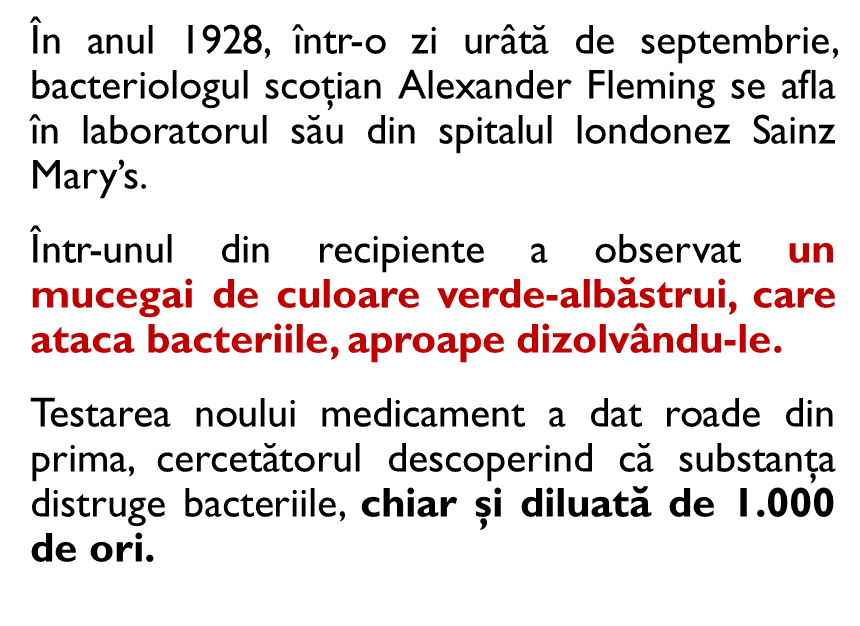 În anul 1928, într-o zi urâtă de septembrie,
bacteriologul scoțian Alexander Fleming se afla
în laboratorul său din spitalul londonez Sainz
Mary’s.
Într-unul din recipiente a observat un
mucegai de culoare verde-albăstrui, care
ataca bacteriile, aproape dizolvându-le.
Testarea noului medicament a dat roade din
prima, cercetătorul descoperind că substanța
distruge bacteriile, chiar și diluată de 1.000
de ori.